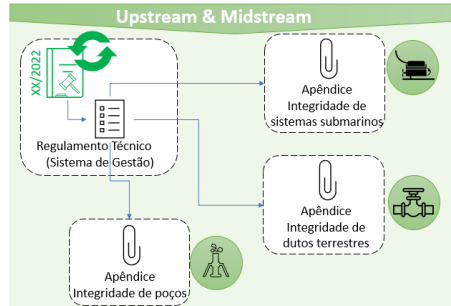 Upstream & Midstream
XX/2022
Regulamento Técnico
(Sistema de Gestão)
Apêndice
Integridade de
sistemas submarinos
Apêndice
Integridade de
dutos terrestres
Apêndice
Integridade de poços